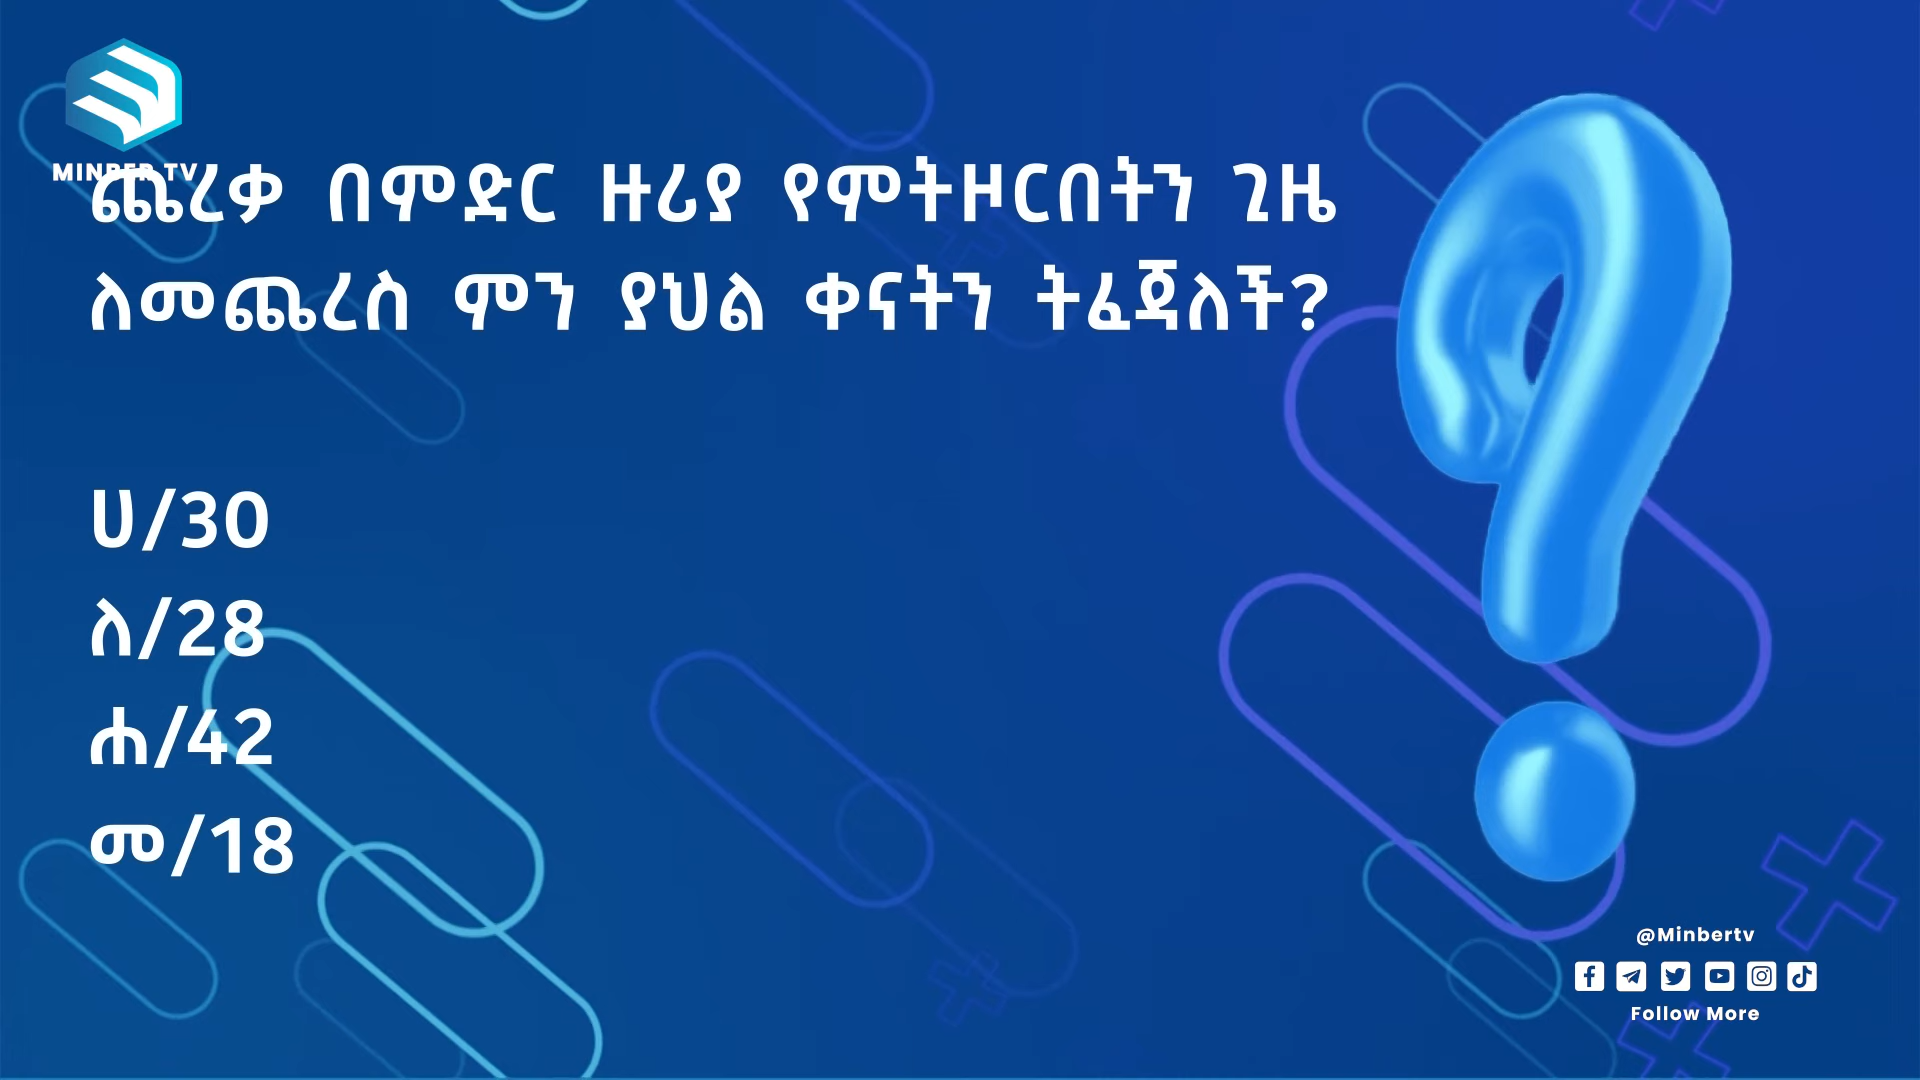 MINBER TV
ጨረቃ በምድር ዙሪያ የምትዞርበትን ጊዜ
ለመጨረስ ምን ያህል ቀናትን ትፈጃለች?
ሀ/30
ለ/28
ሐ/42
መ/18
@Minbertv
Follow More